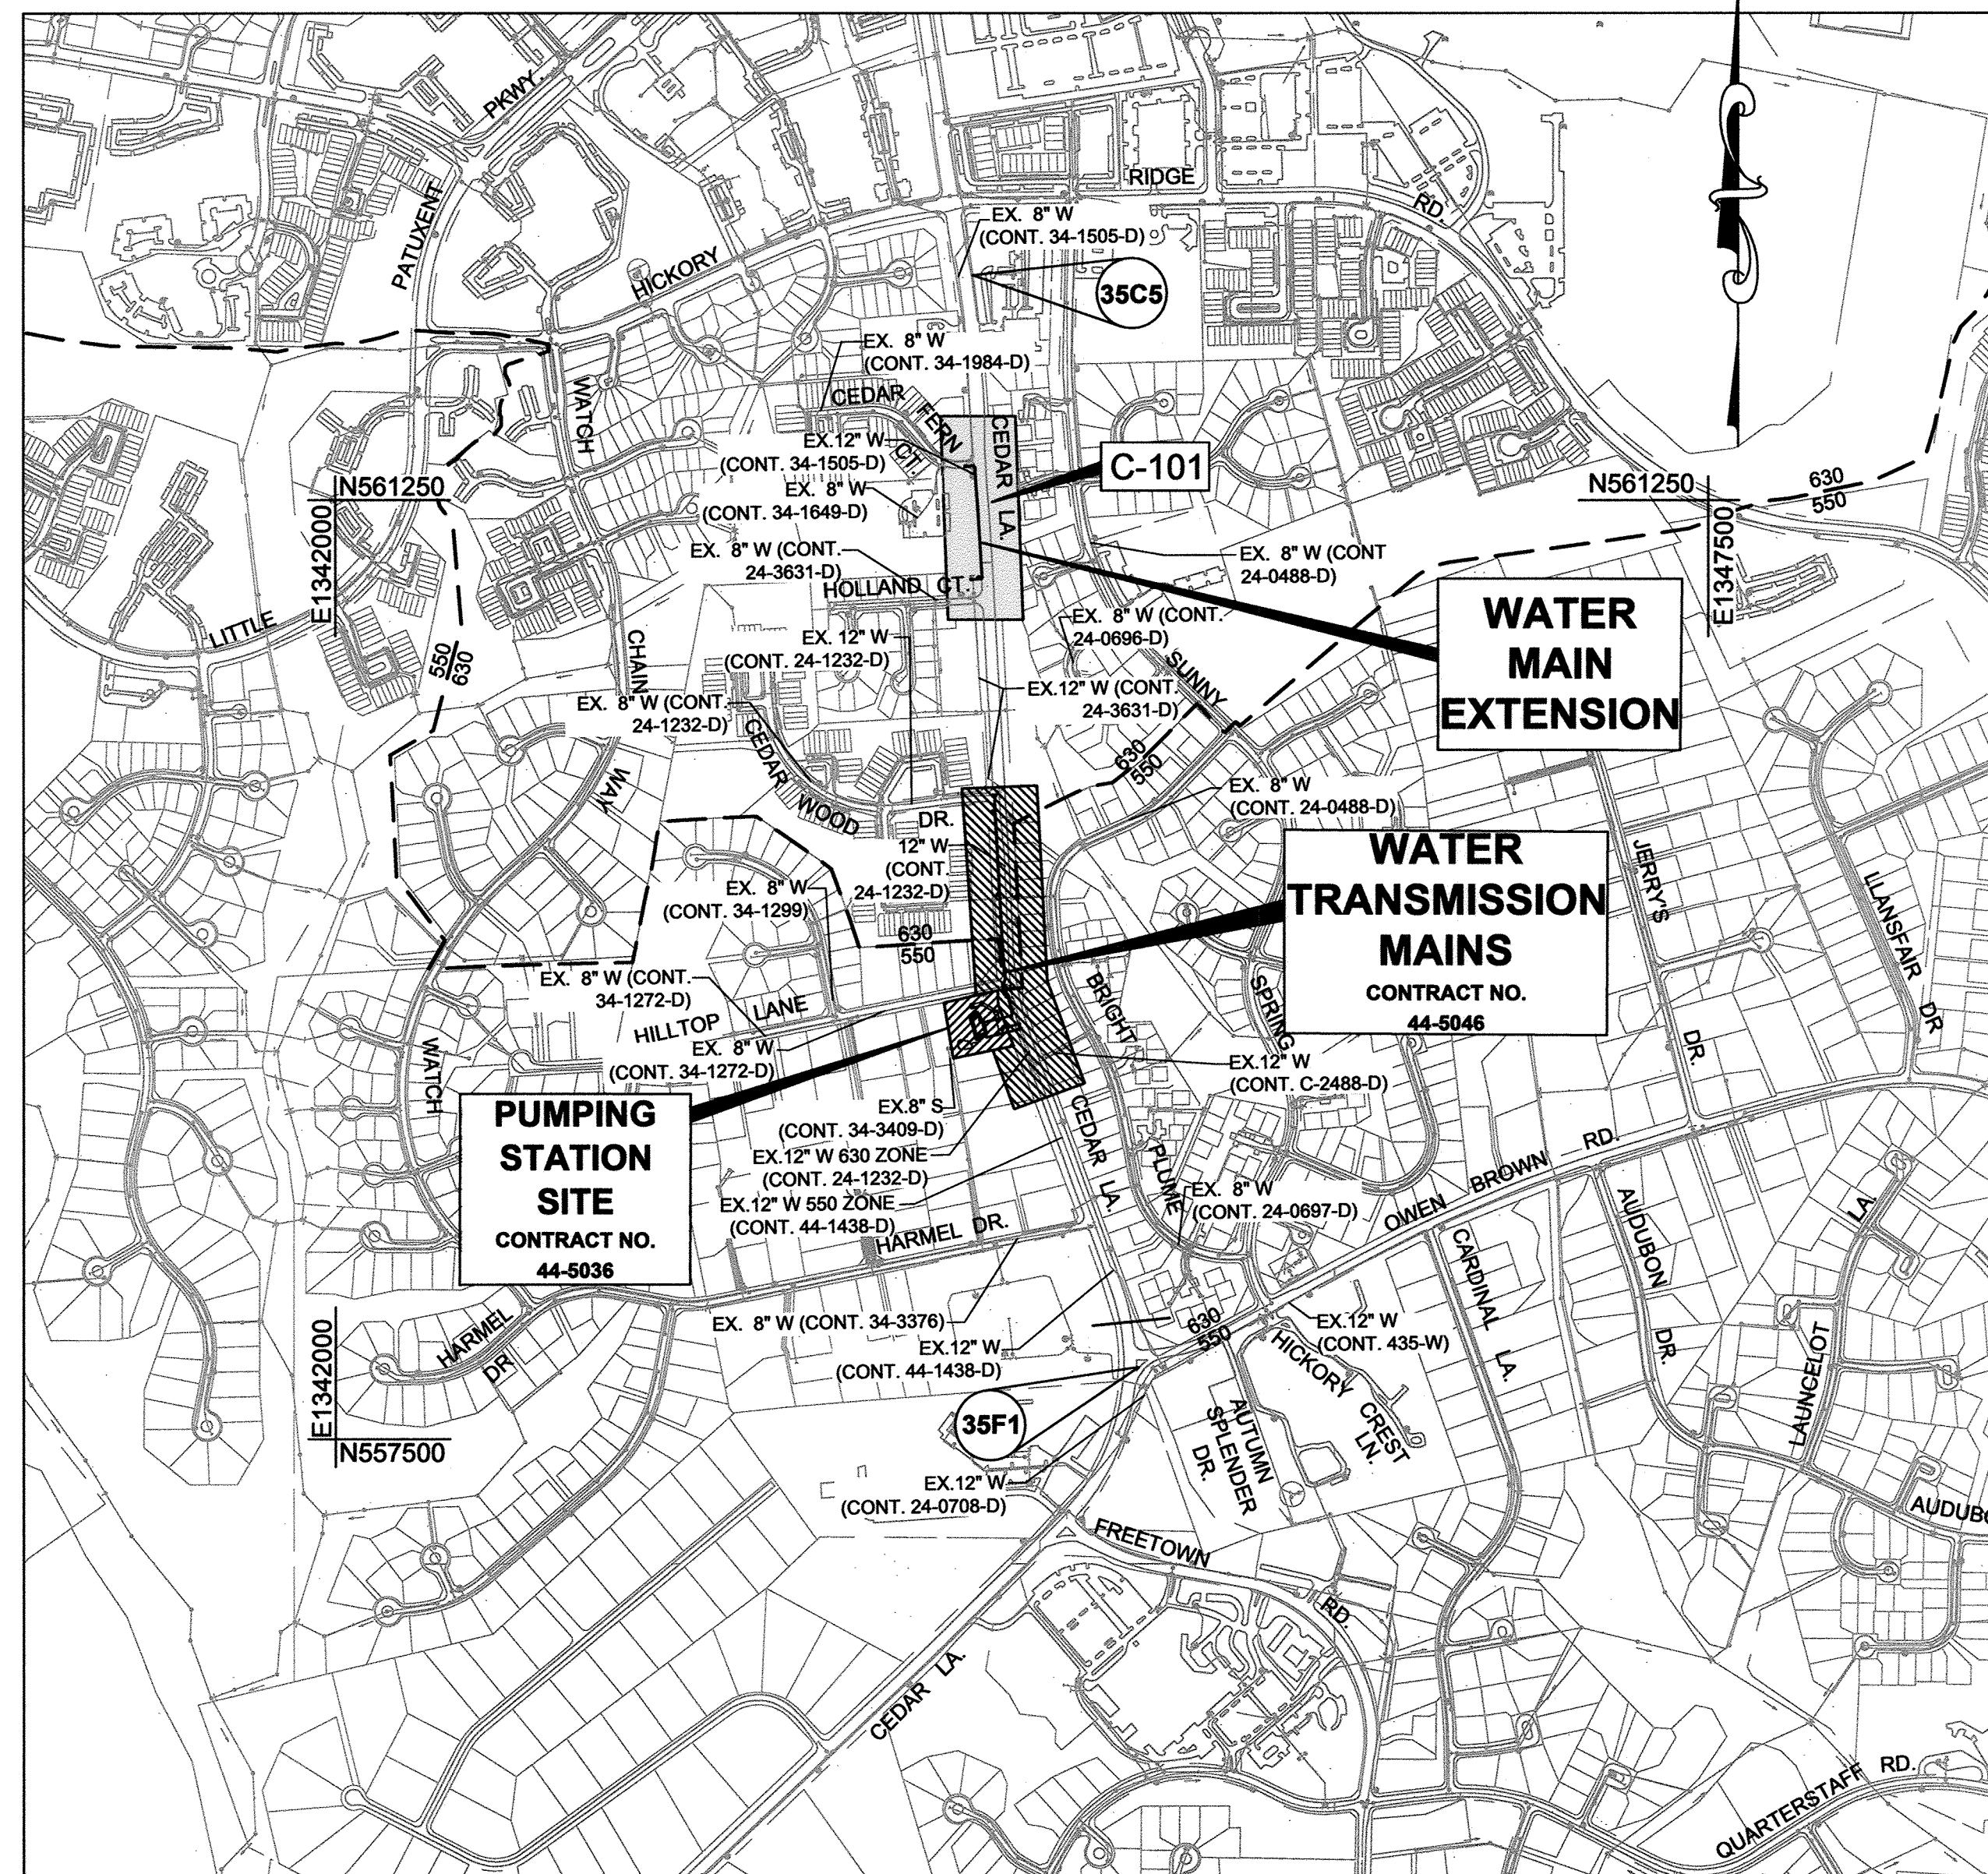 PKWY.
PATUXENT
RIDGE
RD.
HICKORY
EX. 8" W
(CONT. 34-1505-D)
35C5
EX. 8" W
(CONT. 34-1984-D)
WATCH
CEDAR
FERN
CT.
CEDAR
LA.
EX.12" W
(CONT. 34-1505-D)
C-101
EX. 8" W
(CONT. 34-1649-D)
N561250
E1342000
N561250
E1347500
630
550
EX. 8" W (CONT.
24-3631-D)
HOLLAND CT.
EX. 8" W (CONT
24-0488-D)
WATER
MAIN
EXTENSION
LITTLE
550
630
CHAIN
EX. 12" W
(CONT. 24-1232-D)
EX. 8" W (CONT.
24-0696-D)
SUNNY
EX. 8" W (CONT.
24-1232-D)
EX.12" W (CONT.
24-3631-D)
CEDAR
WOOD
DR.
WAY
630
550
EX. 8" W
(CONT. 24-0488-D)
12" W
(CONT.
24-1232-D)
WATER
TRANSMISSION
MAINS
CONTRACT NO.
44-5046
JERRY'S
DR.
LLANSFAIR
DR
EX. 8" W
(CONT. 34-1299)
630
550
EX. 8" W (CONT.
34-1272-D)
HILLTOP LANE
EX. 8" W
(CONT. 34-1272-D)
BRIGHT
SPRING
WATCH
EX.12" W
(CONT. C-2488-D)
PUMPING
STATION
SITE
CONTRACT NO.
44-5036
EX.8" S
(CONT. 34-3409-D)
EX.12" W 630 ZONE
(CONT. 24-1232-D)
EX.12" W 550 ZONE
(CONT. 44-1438-D)
CEDAR
LA.
PLUME
EX. 8" W
(CONT. 24-0697-D)
OWEN BROWN RD.
HARMEL DR.
CARDINAL
LA.
AUDUBON
DR.
LA.
LAUNCELOT
EX. 8" W (CONT. 34-3376)
EX.12" W
(CONT. 44-1438-D)
630
550
EX.12" W
(CONT. 435-W)
HARMEL
DR
E1342000
N557500
HICKORY
CREST
LN.
AUTUMN
SPLENDER
DR.
35F1
EX.12" W
(CONT. 24-0708-D)
AUDUBO
FREETOWN
RD.
CEDAR LA.
QUARTERSTAFF RD.